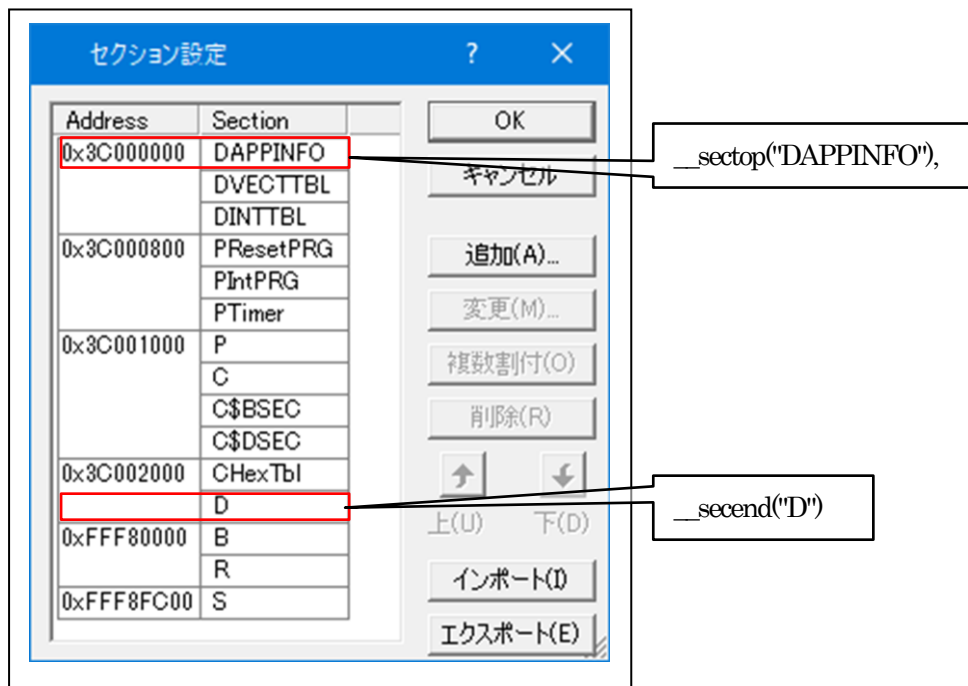 セクション設定 ? ×
Address Section
0x3C000000 DAPPINFO
DVECTTBL
DINTTBL
0x3C000800 PResetPRG
PIntPRG
PTimer
0x3C001000 P
C
C$BSEC
C$DSEC
0x3C002000 CHexTbl
D
0xFFF80000 B
R
0xFFF8FC00 S
OK
キャンセル
追加(A)...
変更(M)...
複数割付(O)
削除(R)
上(U) 下(D)
インポート(I)
エクスポート(E)
__sectop("DAPPINFO"),
__secend("D")